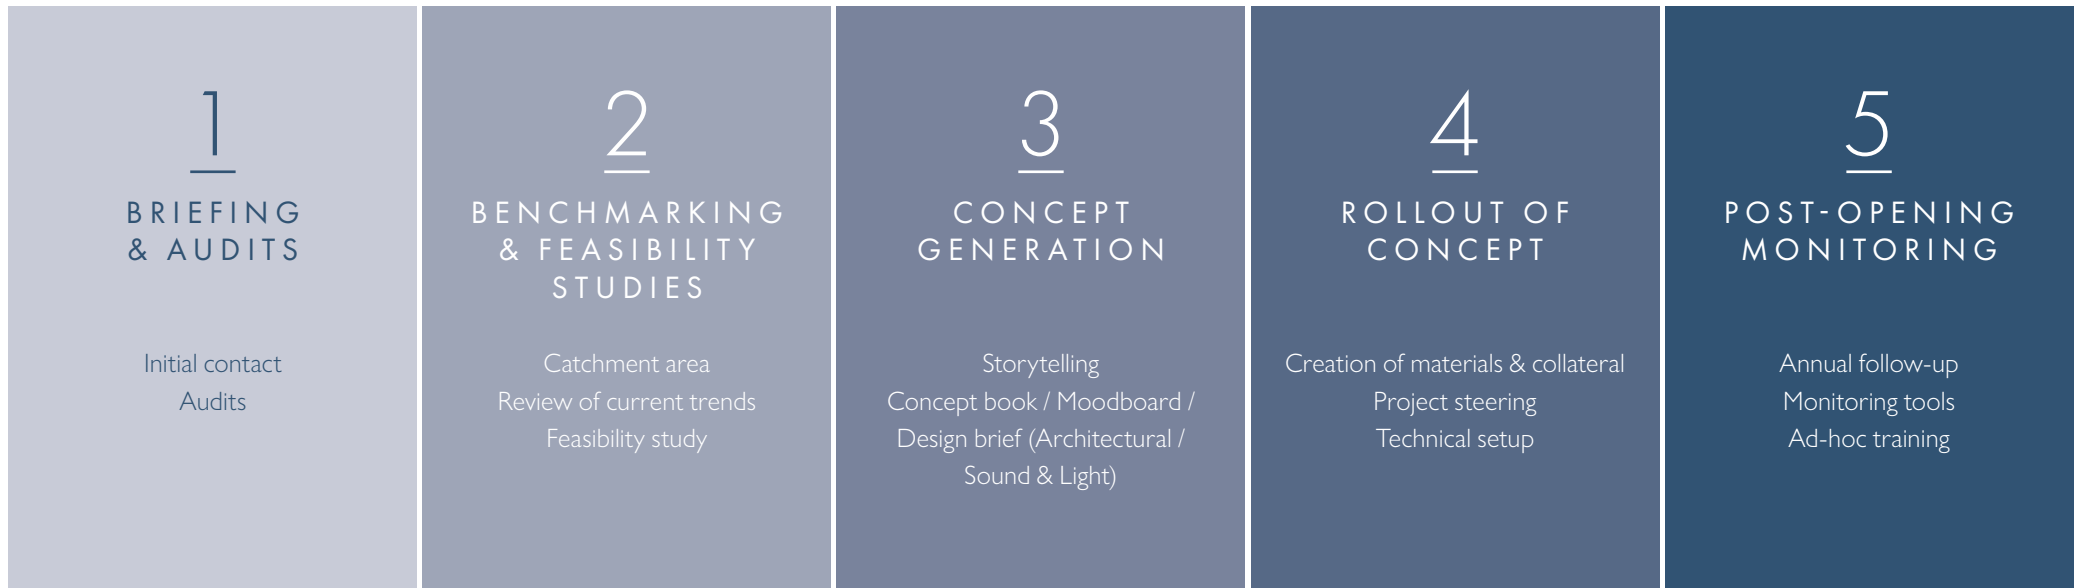 1
BRIEFING
& AUDITS
Initial contact
Audits
2
BENCHMARKING
& FEASIBILITY
STUDIES
Catchment area
Review of current trends
Feasibility study
3
CONCEPT
GENERATION
Storytelling
Concept book / Moodboard /
Design brief (Architectural /
Sound & Light)
4
ROLLOUT OF
CONCEPT
Creation of materials & collateral
Project steering
Technical setup
5
POST-OPENING
MONITORING
Annual follow-up
Monitoring tools
Ad-hoc training